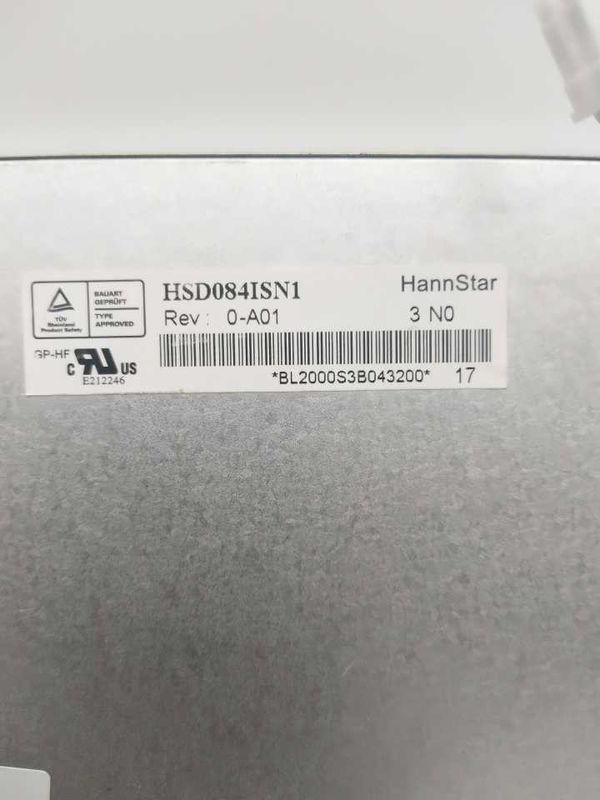 TÜV
Rheinland
Product Safety
BAUART
GEPRÜFT
TYPE
APPROVED
HSD084ISN1
HannStar
Rev : 0-A01
3 N0
GP-HF
c UR us
E212246
*BL2000S3B043200* 17